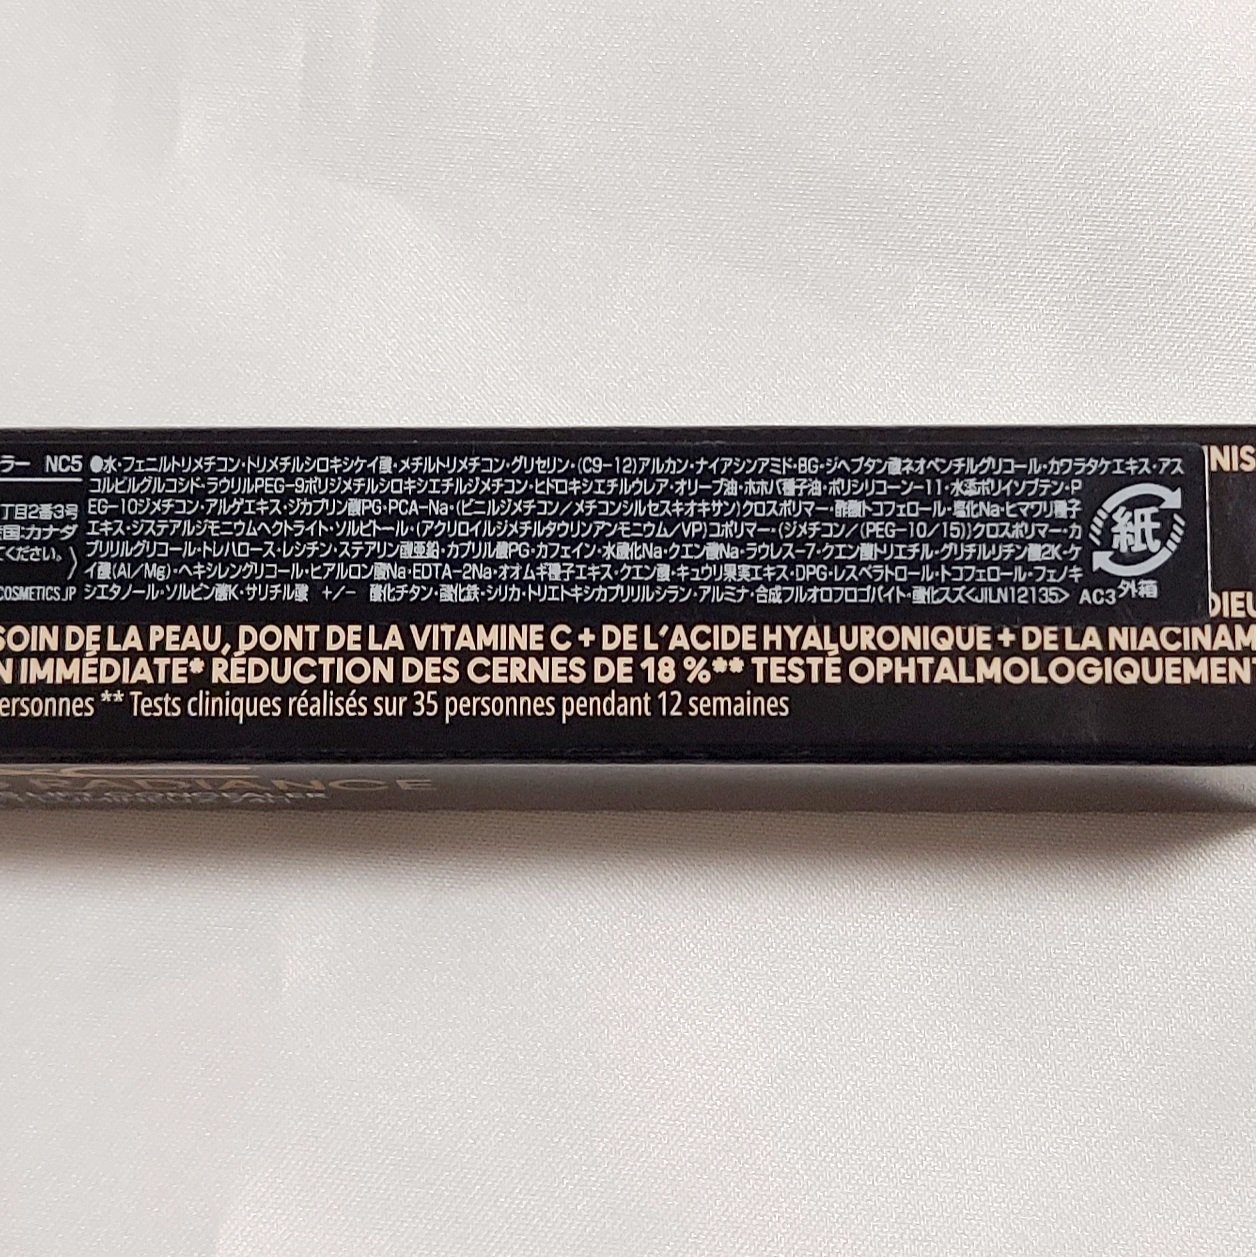 ラー NC5 ●水・フェニルトリメチコン・トリメチルシロキシケイ酸・メチルトリメチコン・グリセリン・(C9-12)アルカン・ナイアシンアミド・BG・ジヘプタン酸ネオペンチルグリコール・カワラタケエキス・アス
コルビルグルコシド・ラウリルPEG-9ポリジメチルシロキシエチルジメチコン・ヒドロキシエチルウレア・オリーブ油・ホホバ種子油・ポリシリコーン-11・水添ポリイソブテン・P
丁目2番3号 EG-10ジメチコン・アルゲエキス・ジカプリン酸PG・PCA-Na・(ビニルジメチコン/メチコンシルセスキオキサン)クロスポリマー・酢酸トコフェロール・塩化Na・ヒマワリ種子
国:カナダ エキス・ジステアルジモニウムヘクトライト・ソルビトール・(アクリロイルジメチルタウリンアンモニウム/VP)コポリマー・(ジメチコン/(PEG-10/15))クロスポリマー・カ
ください。 プリリルグリコール・トレハロース・レシチン・ステアリン酸亜鉛・カプリル酸PG・カフェイン・水酸化Na・クエン酸Na・ラウレス-7・クエン酸トリエチル・グリチルリチン酸2K・ケ
イ酸(Al/Mg)・ヘキシレングリコール・ヒアルロン酸Na・EDTA-2Na・オオムギ種子エキス・クエン酸・キュウリ果実エキス・DPG・レスベラトロール・トコフェロール・フェノキ
COSMETICS.JP シエタノール・ソルビン酸K・サリチル酸 +/- 酸化チタン・酸化鉄・シリカ・トリエトキシカプリリルシラン・アルミナ・合成フルオロフロゴパイト・酸化スズ<JILN12135> AC3
紙
外箱
NIS
DIEU
SOIN DE LA PEAU, DONT DE LA VITAMINE C + DE L'ACIDE HYALURONIQUE + DE LA NIACINAM
N IMMÉDIATE* RÉDUCTION DES CERNES DE 18 %** TESTÉ OPHTALMOLOGIQUEMEN
ersonnes ** Tests cliniques réalisés sur 35 personnes pendant 12 semaines
RADIANCE